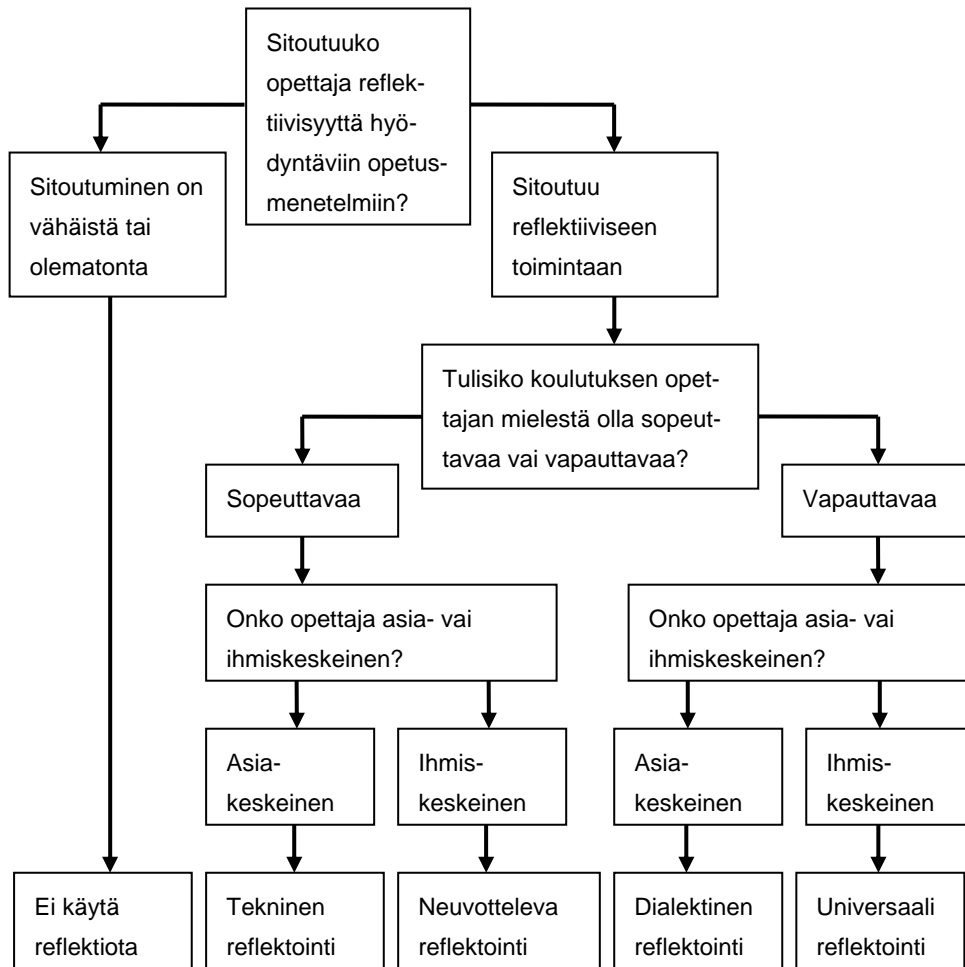 Sitoutuuko
opettaja reflek-
tiivisyyttä hyö-
dyntäviin opetus-
menetelmiin?
Sitoutuminen on
vähäistä tai
olematonta
Sitoutuu
reflektiiviseen
toimintaan
Tulisiko koulutuksen opet-
tajan mielestä olla sopeut-
tavaa vai vapauttavaa?
Sopeuttavaa
Vapauttavaa
Onko opettaja asia- vai
ihmiskeskeinen?
Onko opettaja asia- vai
ihmiskeskeinen?
Asia-
keskeinen
Ihmis-
keskeinen
Asia-
keskeinen
Ihmis-
keskeinen
Ei käytä
reflektiota
Tekninen
reflektointi
Neuvotteleva
reflektointi
Dialektinen
reflektointi
Universaali
reflektointi